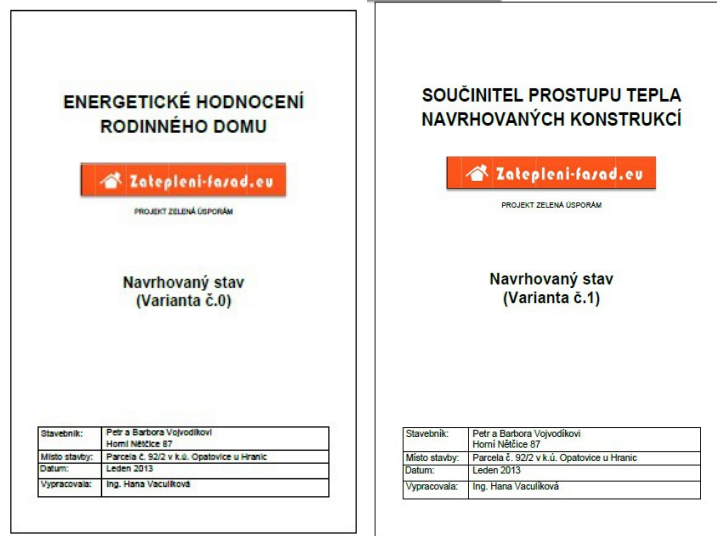 ENERGETICKÉ HODNOCENÍ
RODINNÉHO DOMU
Zatepleni-fasad.eu
PROJEKT ZELENÁ ÚSPORÁM
Navrhovaný stav
(Varianta č.0)
Stavebník: Petr a Barbora Vojvodíkovi
Horní Nětčice 87
Místo stavby: Parcela č. 92/2 v k.ú. Opatovice u Hranic
Datum: Leden 2013
Vypracovala: Ing. Hana Vaculíková
SOUČINITEL PROSTUPU TEPLA
NAVRHOVANÝCH KONSTRUKCÍ
Zatepleni-fasad.eu
PROJEKT ZELENÁ ÚSPORÁM
Navrhovaný stav
(Varianta č.1)
Stavebník: Petr a Barbora Vojvodíkovi
Horní Nětčice 87
Místo stavby: Parcela č. 92/2 v k.ú. Opatovice u Hranic
Datum: Leden 2013
Vypracovala: Ing. Hana Vaculíková